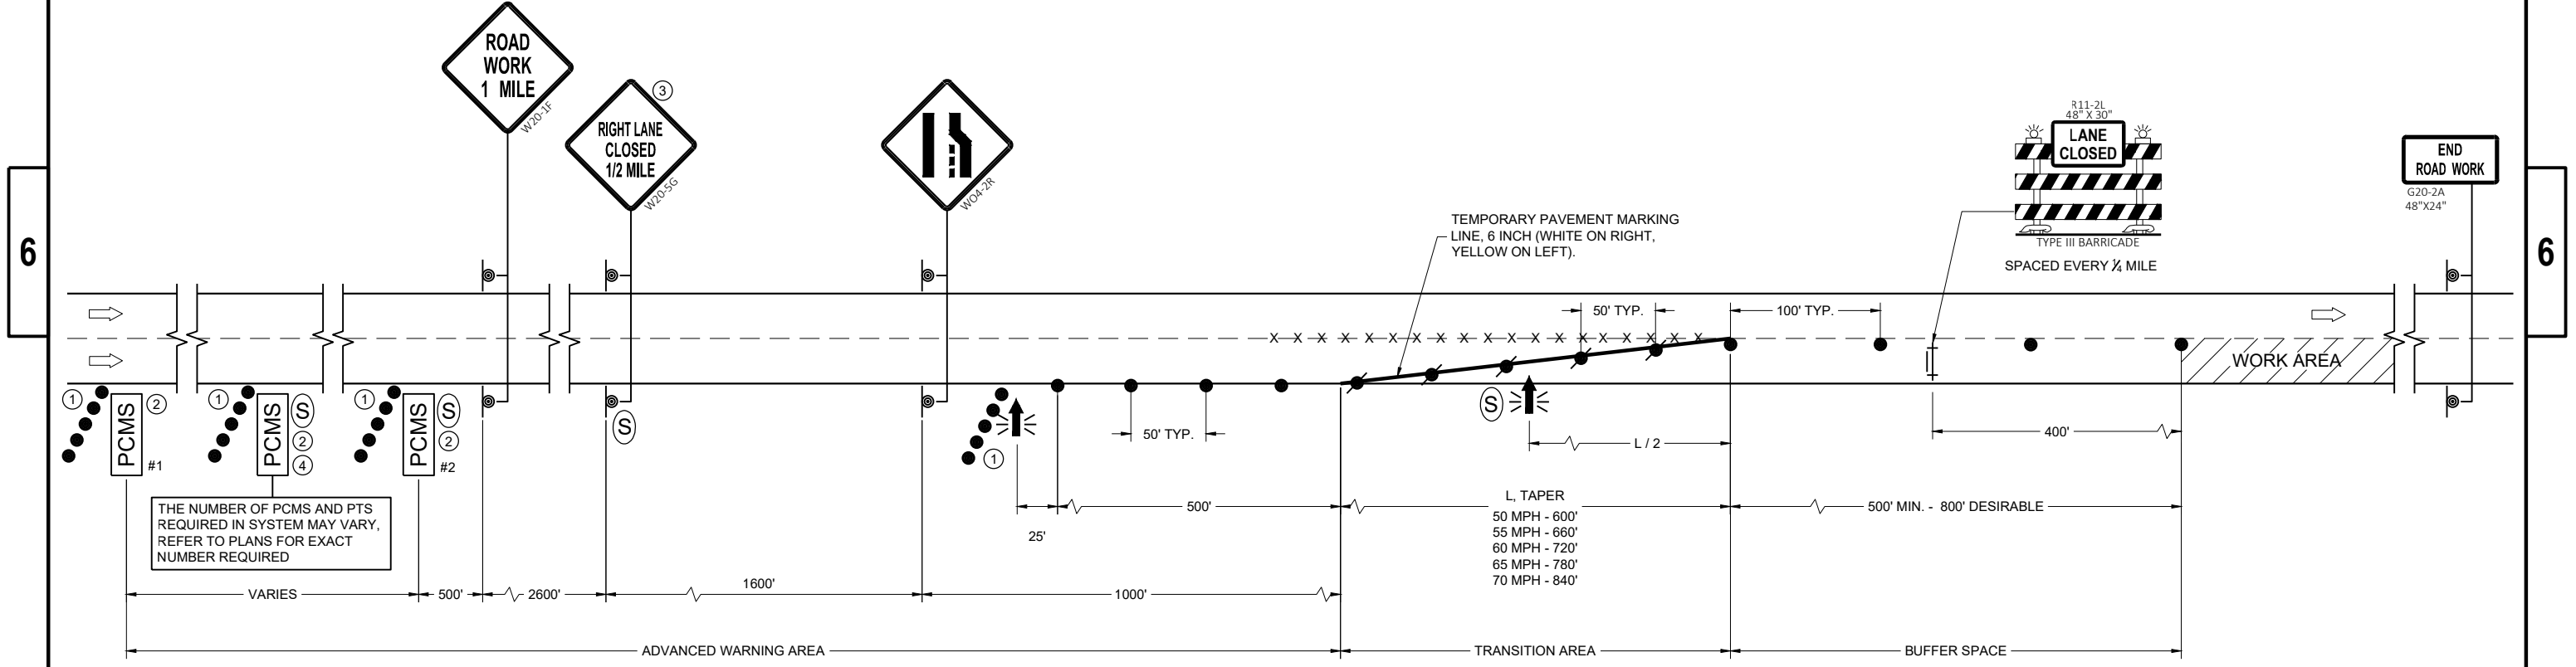 ROAD
WORK
1 MILE
W20-1F
3
RIGHT LANE
CLOSED
1/2 MILE
W20-5G
WO4-2R
R11-2L
48" X 30"
LANE
CLOSED
TYPE III BARRICADE
SPACED EVERY ¼ MILE
END
ROAD WORK
G20-2A
48"X24"
6
6
TEMPORARY PAVEMENT MARKING
LINE, 6 INCH (WHITE ON RIGHT,
YELLOW ON LEFT).
50' TYP.
100' TYP.
X X X X X X X X X X X X X X X X X X X
WORK AREA
1
PCMS
2
#1
1
PCMS
S
2
4
1
PCMS
S
2
#2
S
1
50' TYP.
S
L / 2
400'
THE NUMBER OF PCMS AND PTS
REQUIRED IN SYSTEM MAY VARY,
REFER TO PLANS FOR EXACT
NUMBER REQUIRED
25'
500'
L, TAPER
50 MPH - 600'
55 MPH - 660'
60 MPH - 720'
65 MPH - 780'
70 MPH - 840'
500' MIN. - 800' DESIRABLE
VARIES
500'
2600'
1600'
1000'
ADVANCED WARNING AREA
TRANSITION AREA
BUFFER SPACE